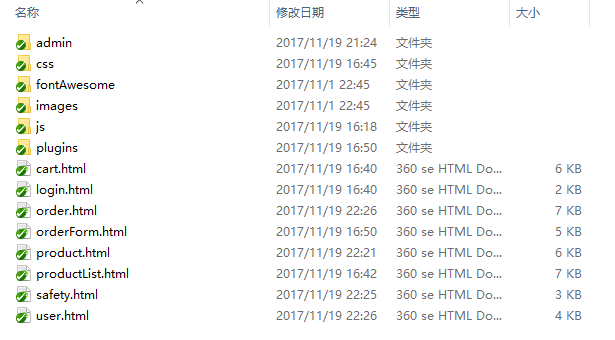 名称 修改日期 类型 大小
admin 2017/11/19 21:24 文件夹
css 2017/11/19 16:45 文件夹
fontAwesome 2017/11/1 22:45 文件夹
images 2017/11/1 22:45 文件夹
js 2017/11/19 16:18 文件夹
plugins 2017/11/19 16:50 文件夹
cart.html 2017/11/19 16:40 360 se HTML Do... 6 KB
login.html 2017/11/19 16:40 360 se HTML Do... 2 KB
order.html 2017/11/19 22:26 360 se HTML Do... 7 KB
orderForm.html 2017/11/19 16:50 360 se HTML Do... 5 KB
product.html 2017/11/19 22:21 360 se HTML Do... 6 KB
productList.html 2017/11/19 16:42 360 se HTML Do... 7 KB
safety.html 2017/11/19 22:25 360 se HTML Do... 3 KB
user.html 2017/11/19 22:26 360 se HTML Do... 4 KB